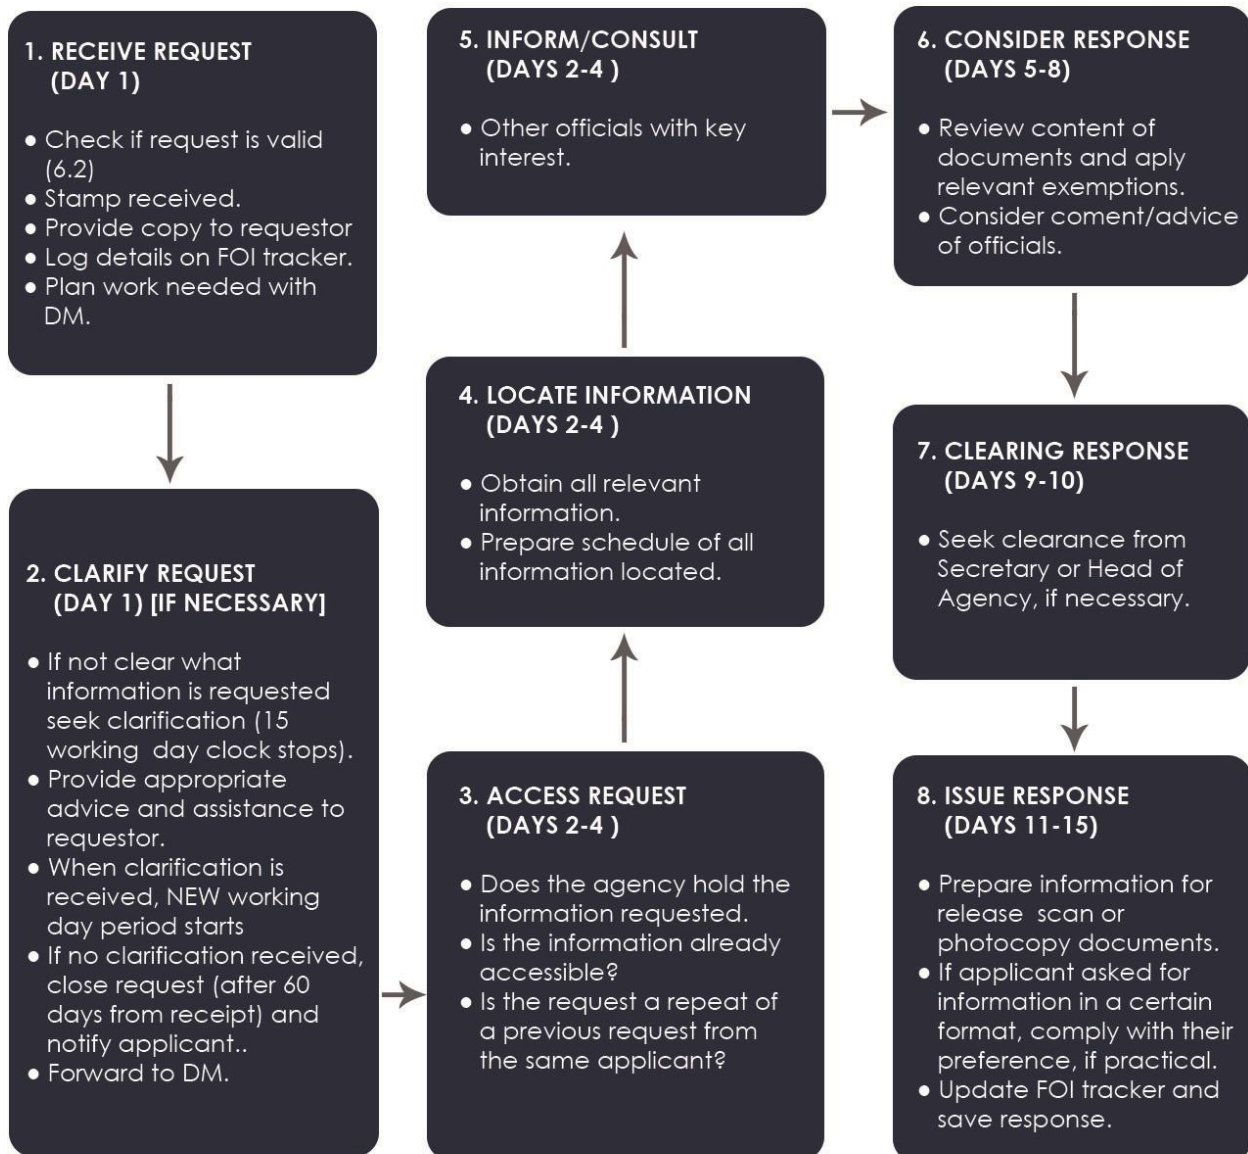 1. RECEIVE REQUEST
(DAY 1)
● Check if request is valid
(6.2)
● Stamp received.
● Provide copy to requestor
● Log details on FOI tracker.
● Plan work needed with
DM.
2. CLARIFY REQUEST
(DAY 1) [IF NECESSARY]
● If not clear what
information is requested
seek clarification (15
working day clock stops).
● Provide appropriate
advice and assistance to
requestor.
● When clarification is
received, NEW working
day period starts
● If no clarification received,
close request (after 60
days from receipt) and
notify applicant..
● Forward to DM.
3. ACCESS REQUEST
(DAYS 2-4 )
● Does the agency hold the
information requested.
● Is the information already
accessible?
● Is the request a repeat of
a previous request from
the same applicant?
4. LOCATE INFORMATION
(DAYS 2-4 )
● Obtain all relevant
information.
● Prepare schedule of all
information located.
5. INFORM/CONSULT
(DAYS 2-4 )
● Other officials with key
interest.
6. CONSIDER RESPONSE
(DAYS 5-8)
● Review content of
documents and aply
relevant exemptions.
● Consider coment/advice
of officials.
7. CLEARING RESPONSE
(DAYS 9-10)
● Seek clearance from
Secretary or Head of
Agency, if necessary.
8. ISSUE RESPONSE
(DAYS 11-15)
● Prepare information for
release scan or
photocopy documents.
● If applicant asked for
information in a certain
format, comply with their
preference, if practical.
● Update FOI tracker and
save response.